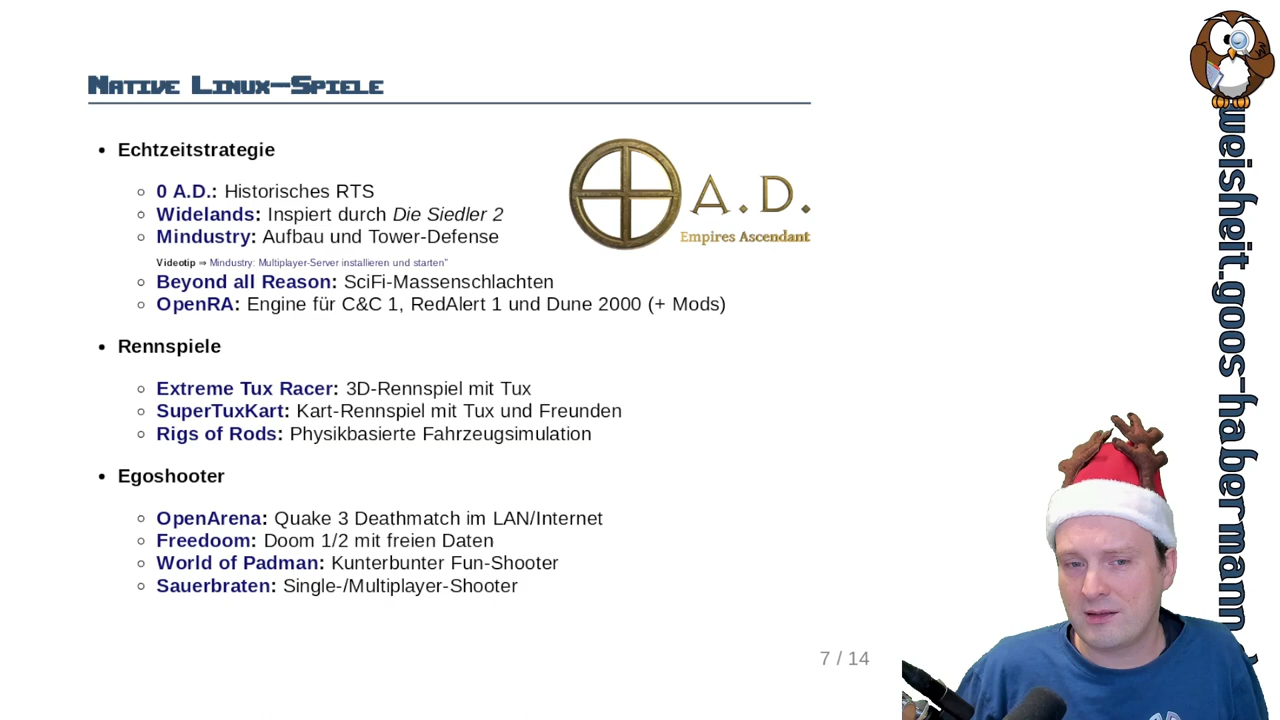 Native Linux-Spiele
• Echtzeitstrategie
○ 0 A.D.: Historisches RTS
○ Widelands: Inspiert durch Die Siedler 2
○ Mindustry: Aufbau und Tower-Defense
Videotip ⇒ Mindustry: Multiplayer-Server installieren und starten"
○ Beyond all Reason: SciFi-Massenschlachten
○ OpenRA: Engine für C&C 1, RedAlert 1 und Dune 2000 (+ Mods)
A.D.
Empires Ascendant
• Rennspiele
○ Extreme Tux Racer: 3D-Rennspiel mit Tux
○ SuperTuxKart: Kart-Rennspiel mit Tux und Freunden
○ Rigs of Rods: Physikbasierte Fahrzeugsimulation
• Egoshooter
○ OpenArena: Quake 3 Deathmatch im LAN/Internet
○ Freedoom: Doom 1/2 mit freien Daten
○ World of Padman: Kunterbunter Fun-Shooter
○ Sauerbraten: Single-/Multiplayer-Shooter
7 / 14
weisheit.goos-habermann